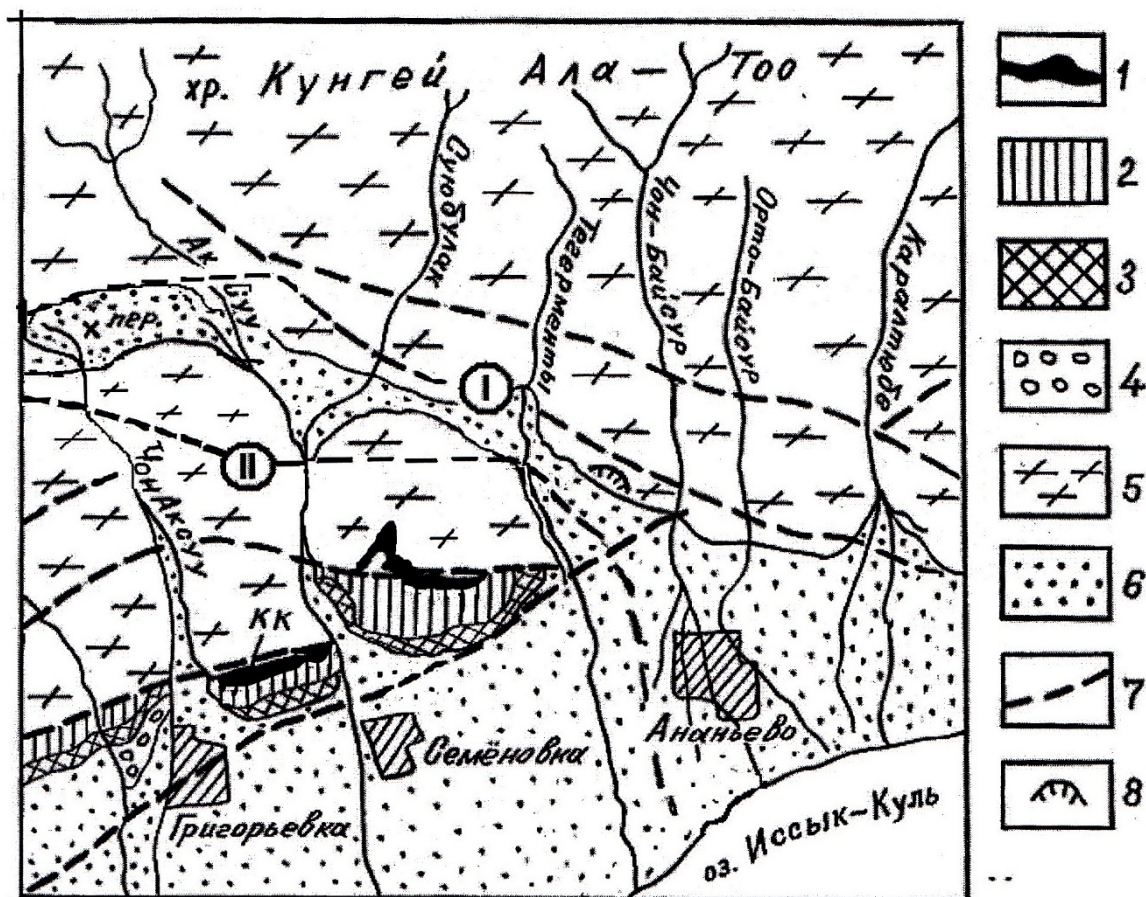 хр. Кунгей Ала-Тоо
Ак
Суу
Суюбулак
Тегерменты
Чон-Байсур
Орто-Байсур
Каралтюбе
пер.
I
II
Чон Аксуу
КК
Григорьевка
Семёновка
Ананьево
оз. Иссык-Куль
1
2
3
4
5
6
7
8